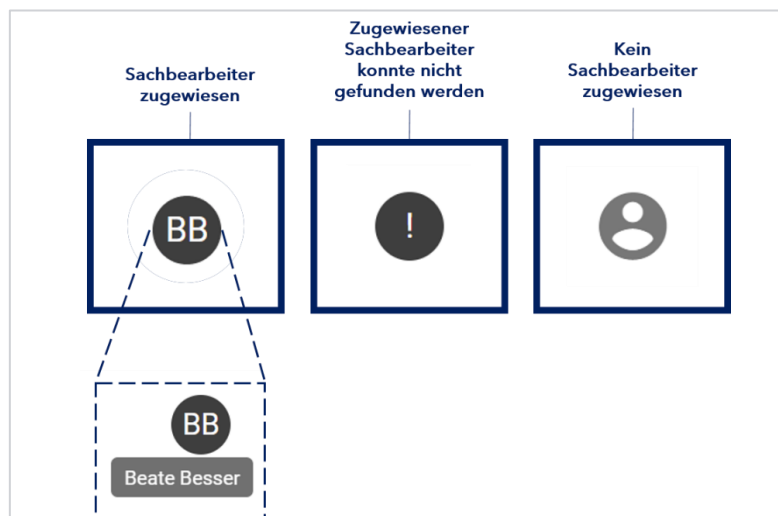 Sachbearbeiter
zugewiesen
Zugewiesener
Sachbearbeiter
konnte nicht
gefunden werden
Kein
Sachbearbeiter
zugewiesen
BB
!
BB
Beate Besser